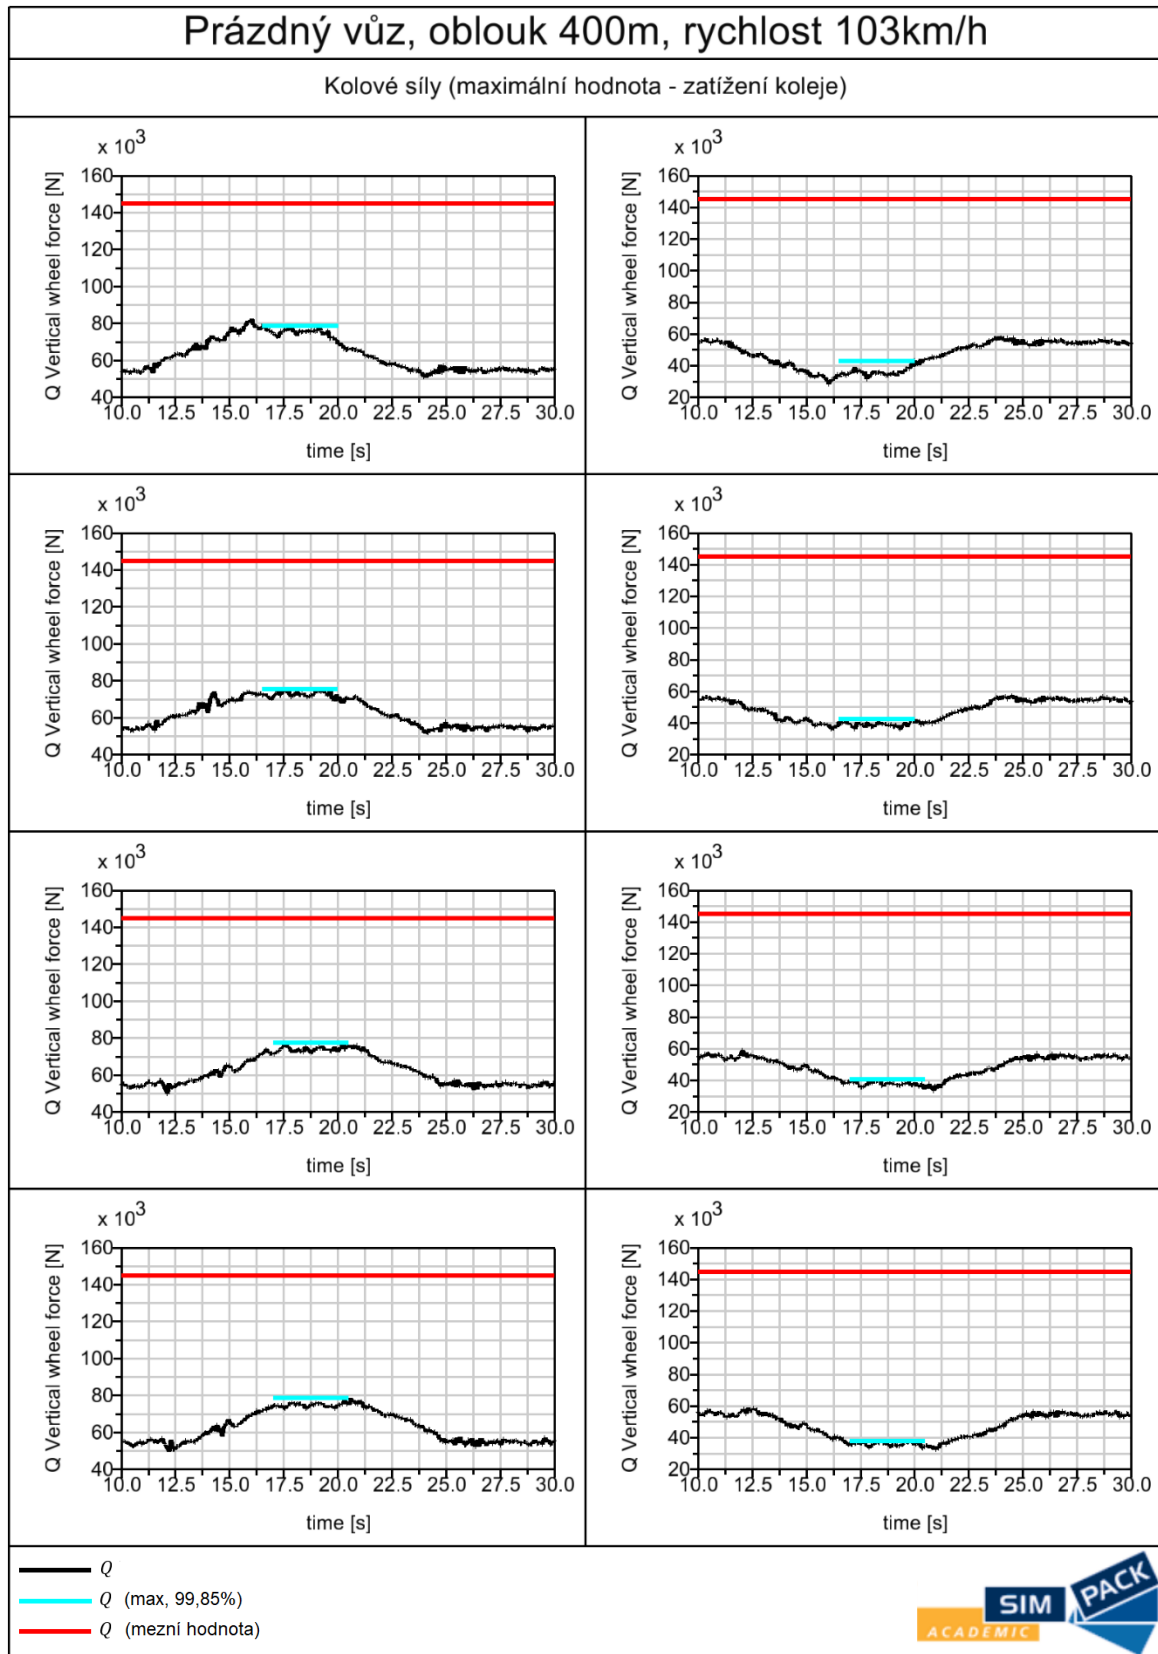 Prázdný vůz, oblouk 400m, rychlost 103km/h
Kolové síly (maximální hodnota - zatížení koleje)
x 10³
Q Vertical wheel force [N]
160
140
120
100
80
60
40
10.0 12.5 15.0 17.5 20.0 22.5 25.0 27.5 30.0
time [s]
x 10³
Q Vertical wheel force [N]
160
140
120
100
80
60
40
20
10.0 12.5 15.0 17.5 20.0 22.5 25.0 27.5 30.0
time [s]
x 10³
Q Vertical wheel force [N]
160
140
120
100
80
60
40
10.0 12.5 15.0 17.5 20.0 22.5 25.0 27.5 30.0
time [s]
x 10³
Q Vertical wheel force [N]
160
140
120
100
80
60
40
20
10.0 12.5 15.0 17.5 20.0 22.5 25.0 27.5 30.0
time [s]
x 10³
Q Vertical wheel force [N]
160
140
120
100
80
60
40
10.0 12.5 15.0 17.5 20.0 22.5 25.0 27.5 30.0
time [s]
x 10³
Q Vertical wheel force [N]
160
140
120
100
80
60
40
20
10.0 12.5 15.0 17.5 20.0 22.5 25.0 27.5 30.0
time [s]
x 10³
Q Vertical wheel force [N]
160
140
120
100
80
60
40
10.0 12.5 15.0 17.5 20.0 22.5 25.0 27.5 30.0
time [s]
x 10³
Q Vertical wheel force [N]
160
140
120
100
80
60
40
20
10.0 12.5 15.0 17.5 20.0 22.5 25.0 27.5 30.0
time [s]
Q
Q (max, 99,85%)
Q (mezní hodnota)
SIM PACK
ACADEMIC